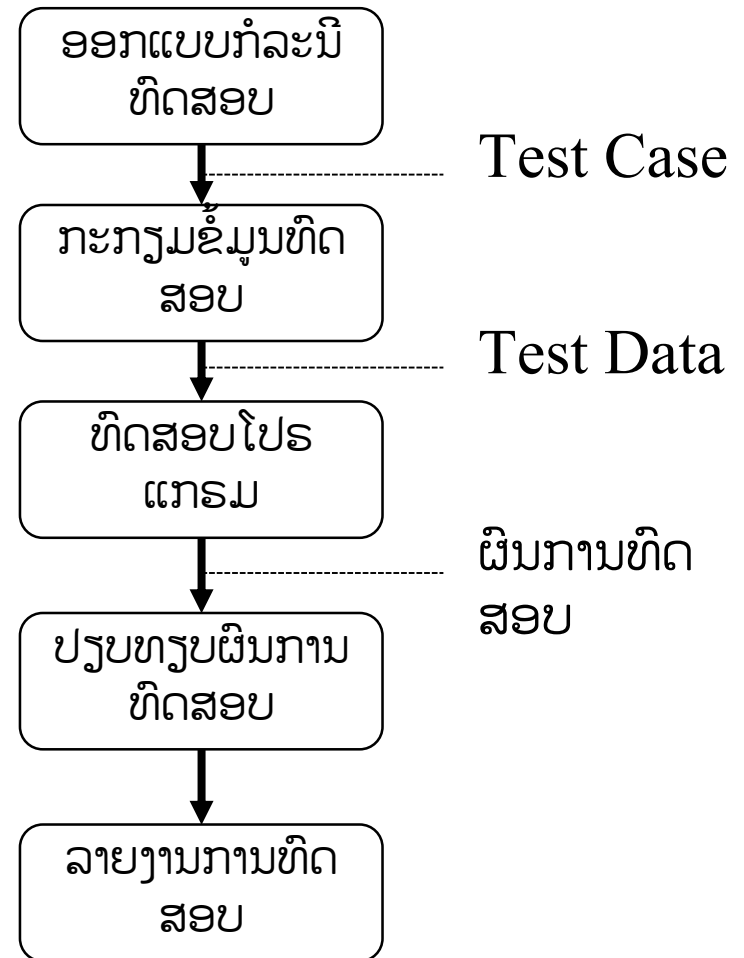 ອອກແບບກໍລະນີ
ທົດສອບ
Test Case
ກະກຽມຂໍ້ມູນທົດ
ສອບ
Test Data
ທົດສອບໂປຣ
ແກຣມ
ຜົນການທົດ
ສອບ
ປຽບທຽບຜົນການ
ທົດສອບ
ລາຍງານການທົດ
ສອບ